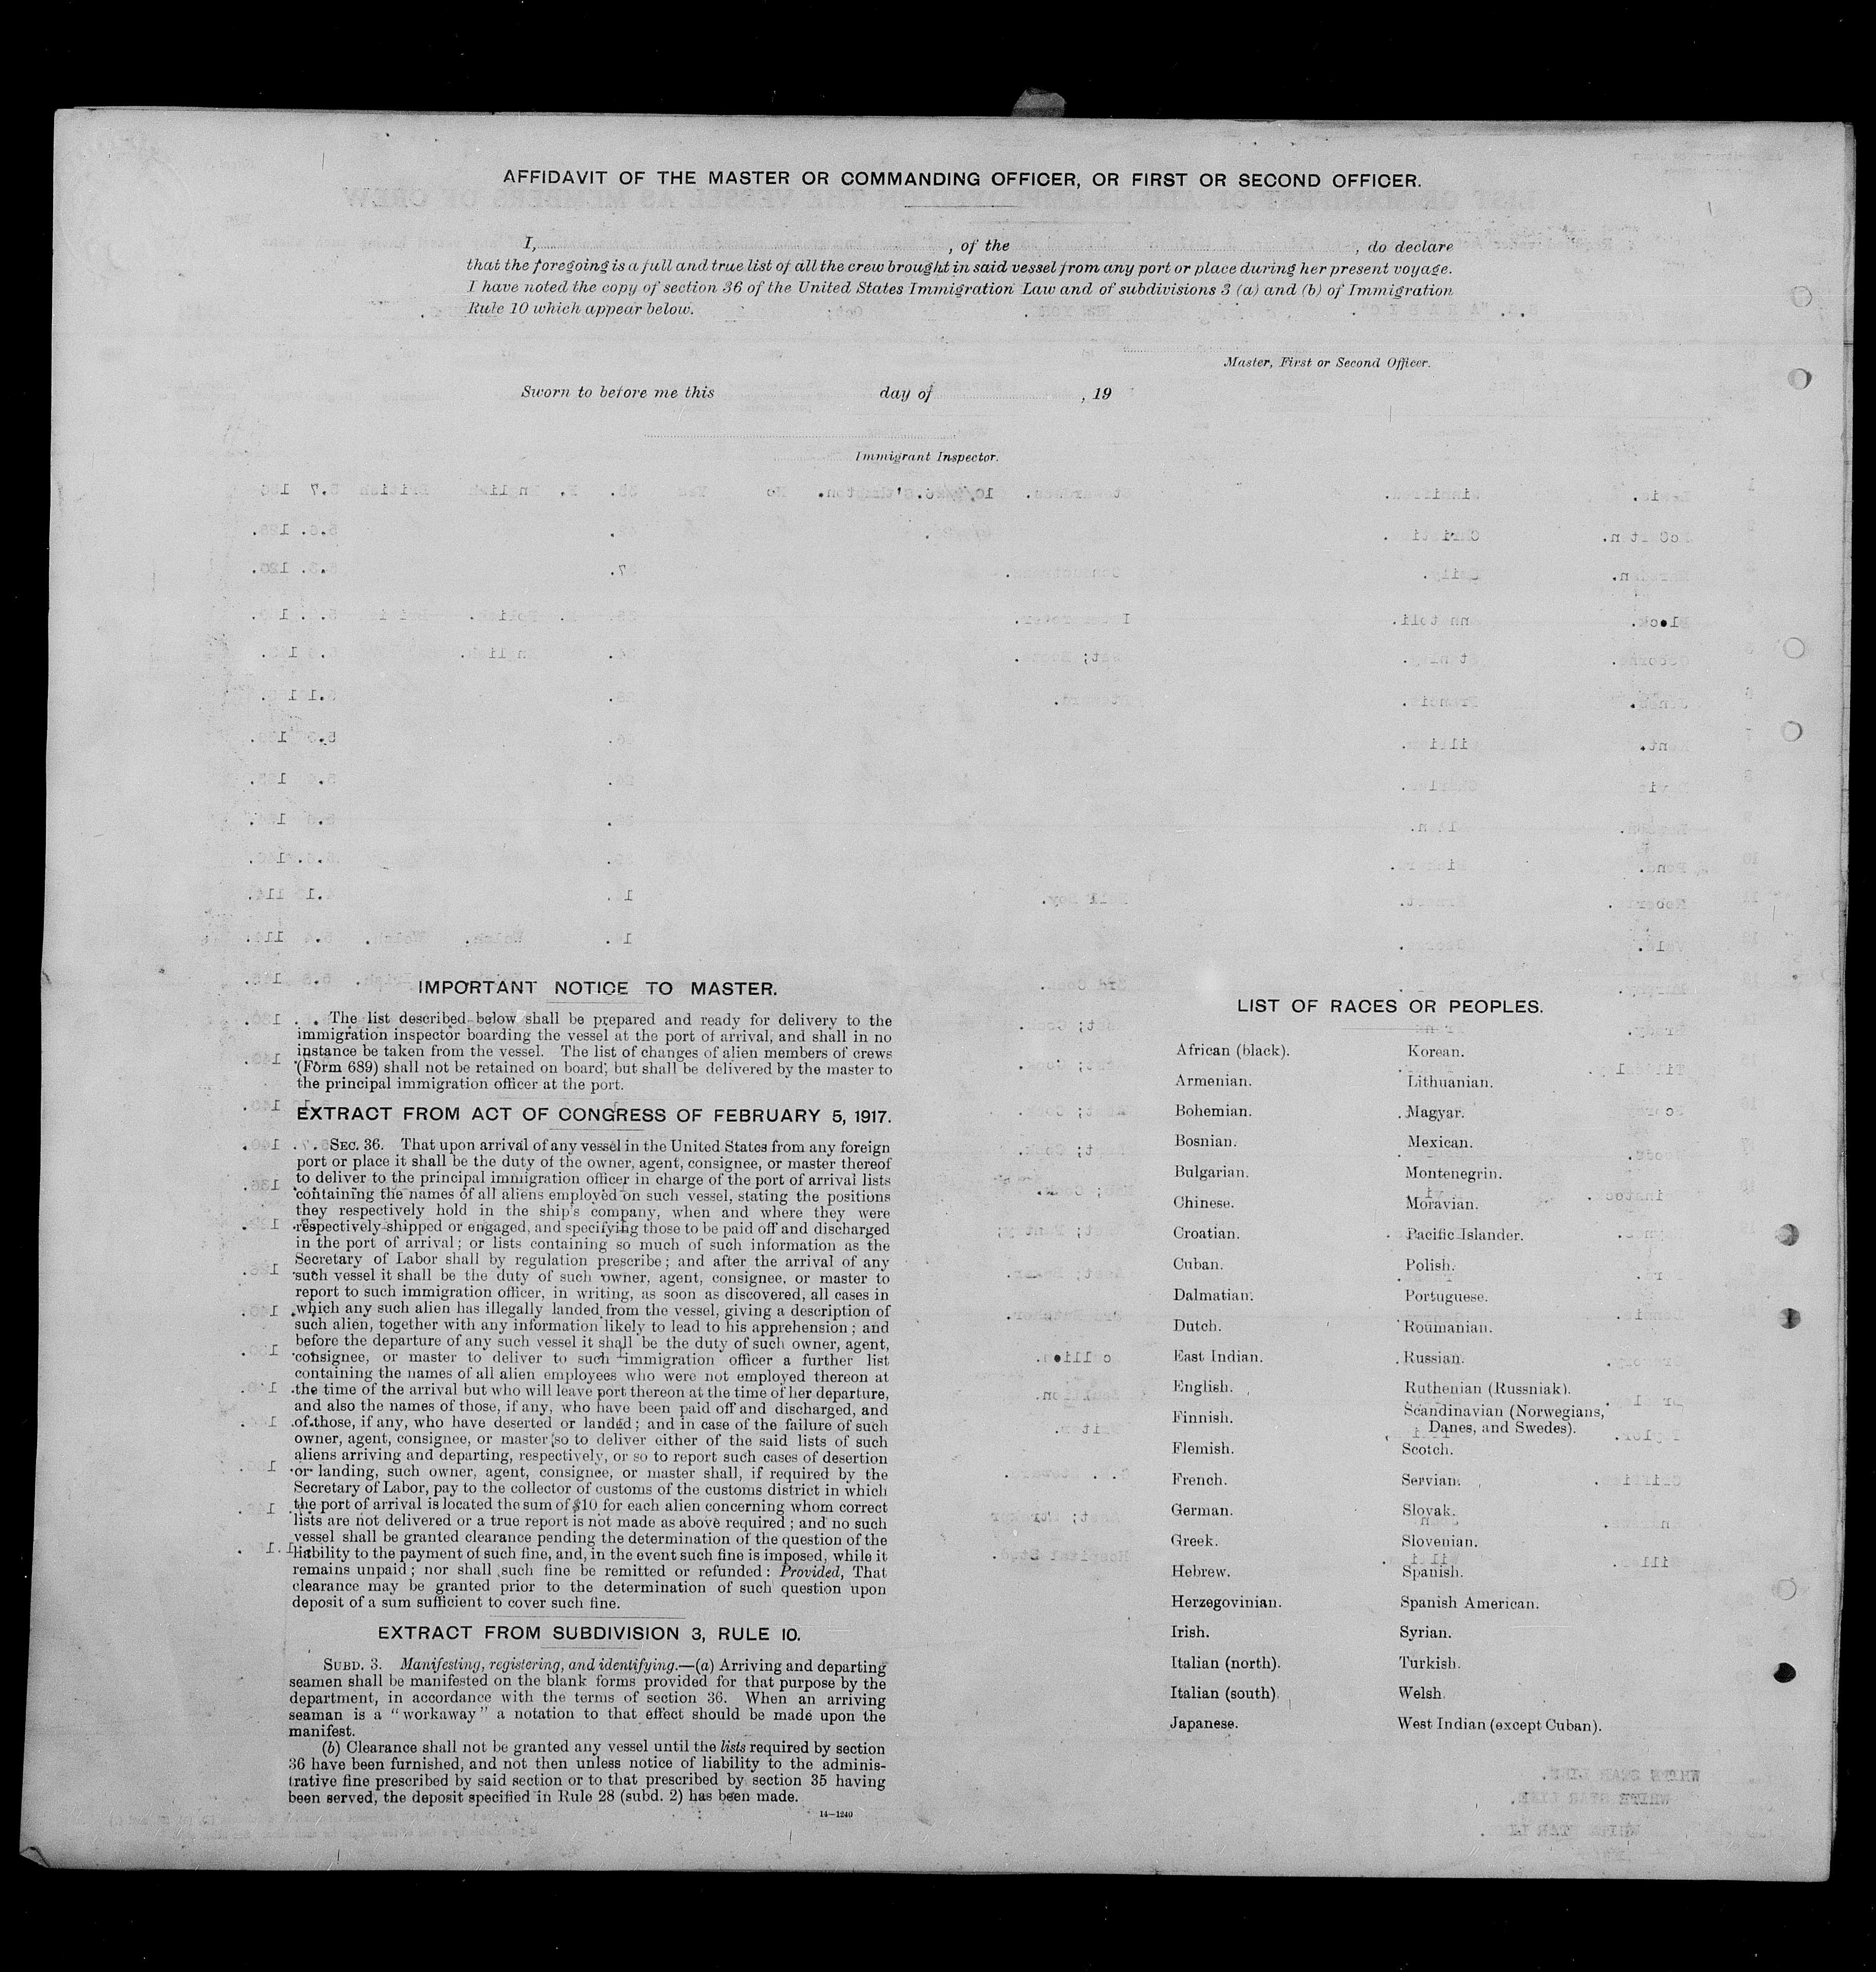 AFFIDAVIT OF THE MASTER OR COMMANDING OFFICER, OR FIRST OR SECOND OFFICER.
I, , of the , do declare
that the foregoing is a full and true list of all the crew brought in said vessel from any port or place during her present voyage.
I have noted the copy of section 36 of the United States Immigration Law and of subdivisions 3 (a) and (b) of Immigration
Rule 10 which appear below.
Master, First or Second Officer.
Sworn to before me this day of , 19
Immigrant Inspector.
IMPORTANT NOTICE TO MASTER.
The list described below shall be prepared and ready for delivery to the
immigration inspector boarding the vessel at the port of arrival, and shall in no
instance be taken from the vessel. The list of changes of alien members of crews
(Form 689) shall not be retained on board, but shall be delivered by the master to
the principal immigration officer at the port.
EXTRACT FROM ACT OF CONGRESS OF FEBRUARY 5, 1917.
SEC. 36. That upon arrival of any vessel in the United States from any foreign
port or place it shall be the duty of the owner, agent, consignee, or master thereof
to deliver to the principal immigration officer in charge of the port of arrival lists
containing the names of all aliens employed on such vessel, stating the positions
they respectively hold in the ship's company, when and where they were
respectively shipped or engaged, and specifying those to be paid off and discharged
in the port of arrival; or lists containing so much of such information as the
Secretary of Labor shall by regulation prescribe; and after the arrival of any
such vessel it shall be the duty of such owner, agent, consignee, or master to
report to such immigration officer, in writing, as soon as discovered, all cases in
which any such alien has illegally landed from the vessel, giving a description of
such alien, together with any information likely to lead to his apprehension; and
before the departure of any such vessel it shall be the duty of such owner, agent,
consignee, or master to deliver to such immigration officer a further list
containing the names of all alien employees who were not employed thereon at
the time of the arrival but who will leave port thereon at the time of her departure,
and also the names of those, if any, who have been paid off and discharged, and
of those, if any, who have deserted or landed; and in case of the failure of such
owner, agent, consignee, or master so to deliver either of the said lists of such
aliens arriving and departing, respectively, or so to report such cases of desertion
or landing, such owner, agent, consignee, or master shall, if required by the
Secretary of Labor, pay to the collector of customs of the customs district in which
the port of arrival is located the sum of $10 for each alien concerning whom correct
lists are not delivered or a true report is not made as above required; and no such
vessel shall be granted clearance pending the determination of the question of the
liability to the payment of such fine, and, in the event such fine is imposed, while it
remains unpaid; nor shall such fine be remitted or refunded: Provided, That
clearance may be granted prior to the determination of such question upon
deposit of a sum sufficient to cover such fine.
EXTRACT FROM SUBDIVISION 3, RULE 10.
SUBD. 3. Manifesting, registering, and identifying.—(a) Arriving and departing
seamen shall be manifested on the blank forms provided for that purpose by the
department, in accordance with the terms of section 36. When an arriving
seaman is a "workaway" a notation to that effect should be made upon the
manifest.
(b) Clearance shall not be granted any vessel until the lists required by section
36 have been furnished, and not then unless notice of liability to the adminis-
trative fine prescribed by said section or to that prescribed by section 35 having
been served, the deposit specified in Rule 28 (subd. 2) has been made.
14—1240
LIST OF RACES OR PEOPLES.
African (black).
Armenian.
Bohemian.
Bosnian.
Bulgarian.
Chinese.
Croatian.
Cuban.
Dalmatian.
Dutch.
East Indian.
English.
Finnish.
Flemish.
French.
German.
Greek.
Hebrew.
Herzegovinian.
Irish.
Italian (north).
Italian (south).
Japanese.
Korean.
Lithuanian.
Magyar.
Mexican.
Montenegrin.
Moravian.
Pacific Islander.
Polish.
Portuguese.
Roumanian.
Russian.
Ruthenian (Russniak).
Scandinavian (Norwegians,
Danes, and Swedes).
Scotch.
Servian.
Slovak.
Slovenian.
Spanish.
Spanish American.
Syrian.
Turkish.
Welsh.
West Indian (except Cuban).